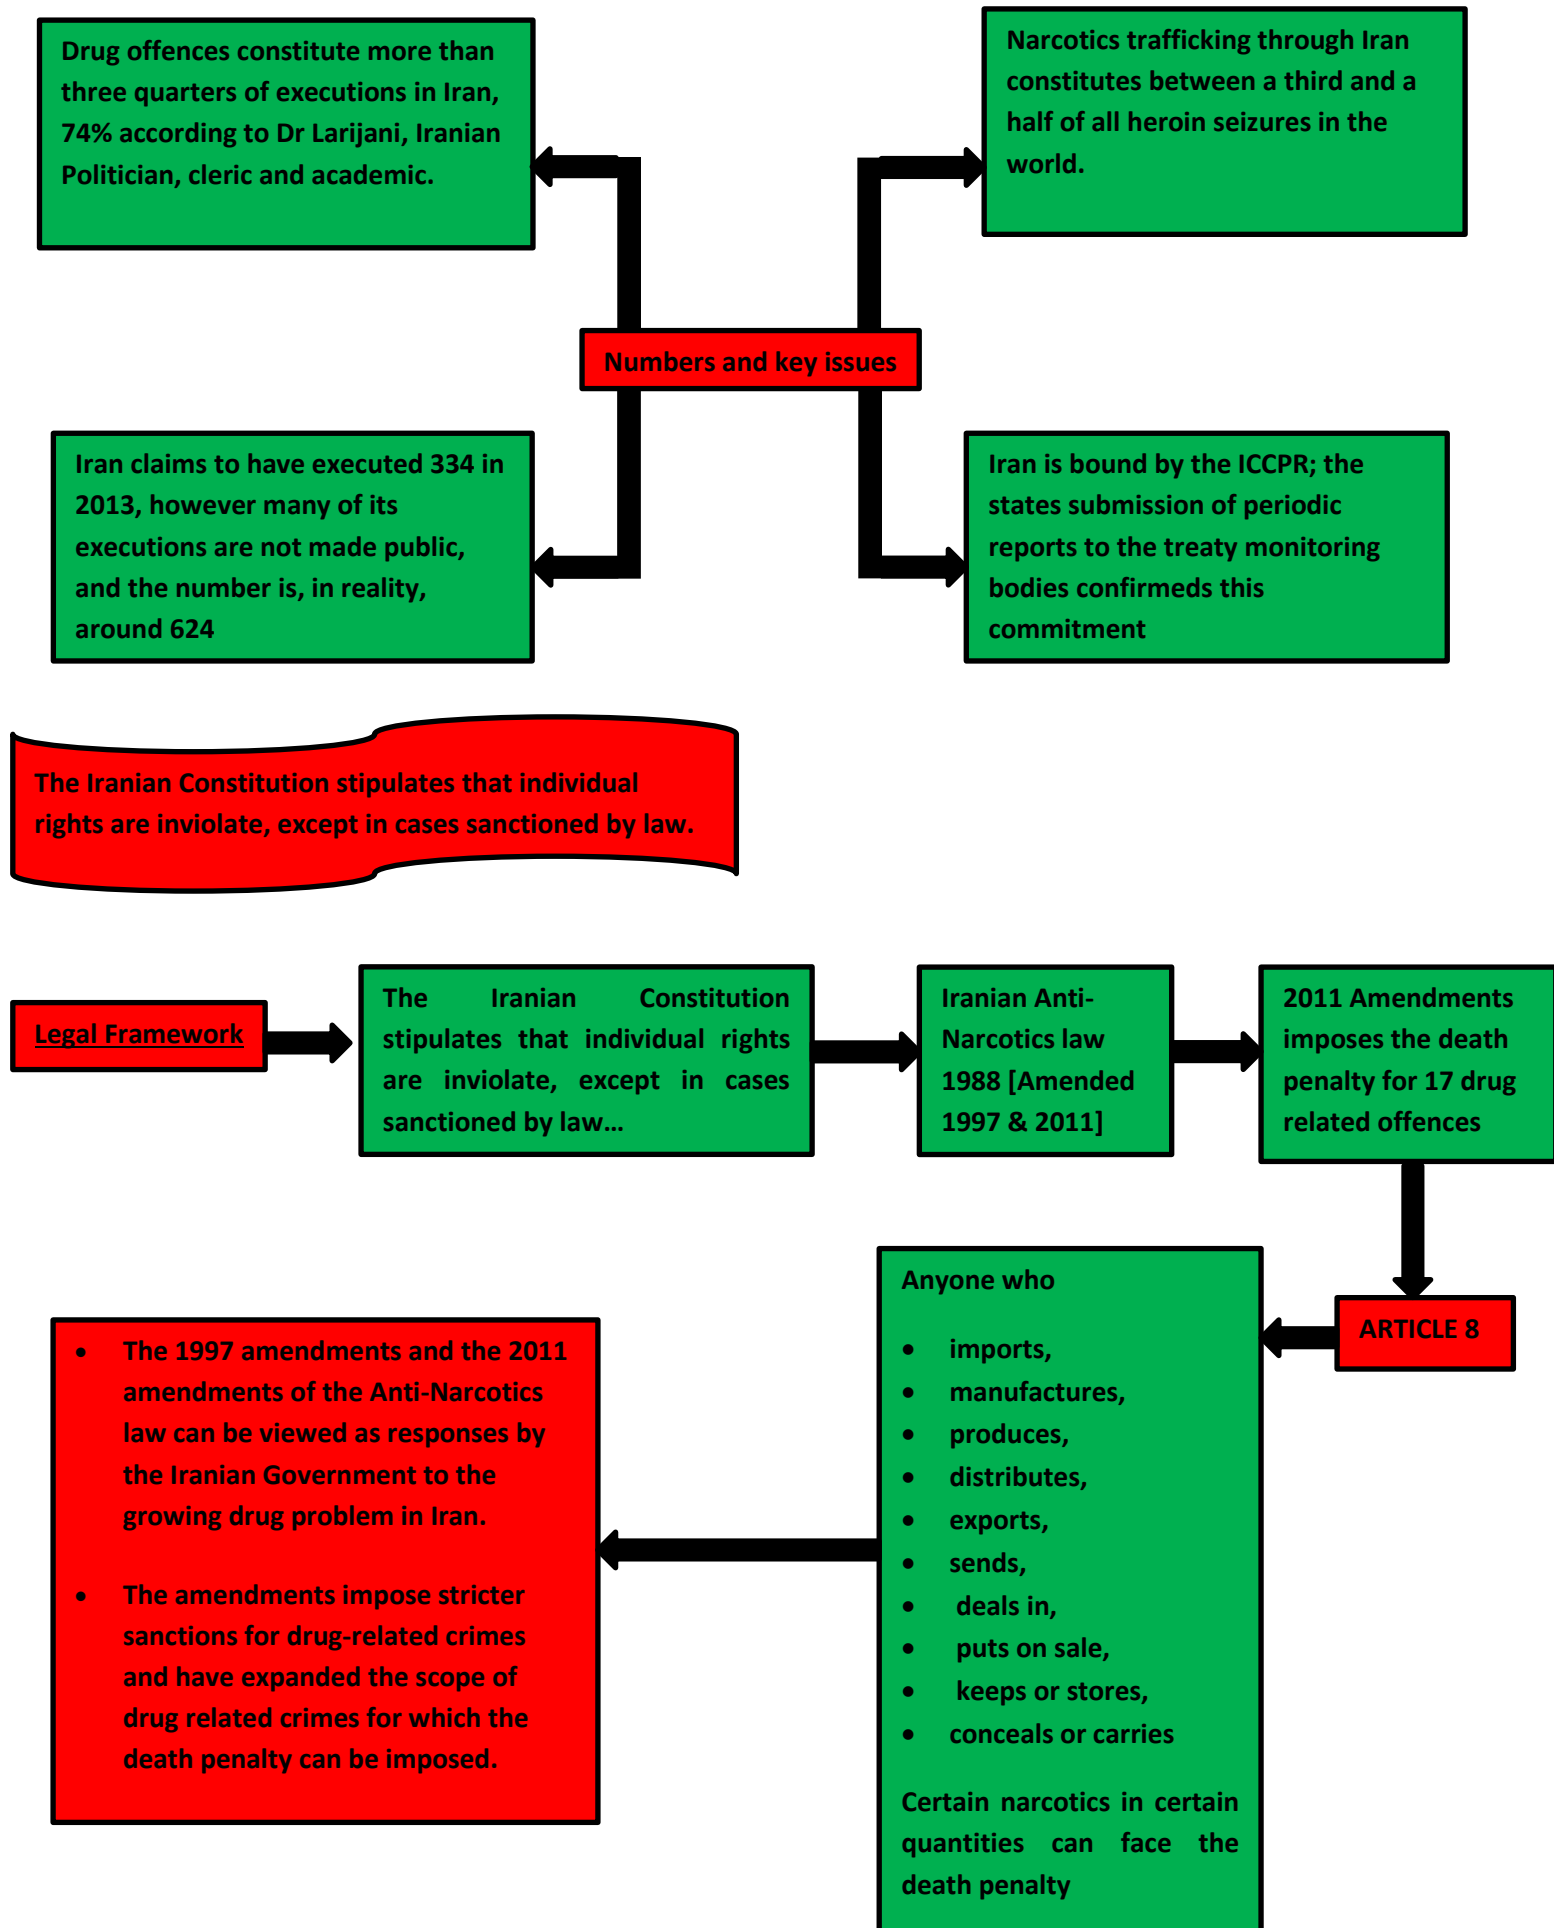 Drug offences constitute more than
three quarters of executions in Iran,
74% according to Dr Larijani, Iranian
Politician, cleric and academic.
Narcotics trafficking through Iran
constitutes between a third and a
half of all heroin seizures in the
world.
Numbers and key issues
Iran claims to have executed 334 in
2013, however many of its
executions are not made public,
and the number is, in reality,
around 624
Iran is bound by the ICCPR; the
states submission of periodic
reports to the treaty monitoring
bodies confirmeds this
commitment
The Iranian Constitution stipulates that individual
rights are inviolate, except in cases sanctioned by law.
Legal Framework
The Iranian Constitution
stipulates that individual rights
are inviolate, except in cases
sanctioned by law…
Iranian Anti-
Narcotics law
1988 [Amended
1997 & 2011]
2011 Amendments
imposes the death
penalty for 17 drug
related offences
ARTICLE 8
Anyone who
• imports,
• manufactures,
• produces,
• distributes,
• exports,
• sends,
• deals in,
• puts on sale,
• keeps or stores,
• conceals or carries
Certain narcotics in certain
quantities can face the
death penalty
• The 1997 amendments and the 2011
amendments of the Anti-Narcotics
law can be viewed as responses by
the Iranian Government to the
growing drug problem in Iran.
• The amendments impose stricter
sanctions for drug-related crimes
and have expanded the scope of
drug related crimes for which the
death penalty can be imposed.